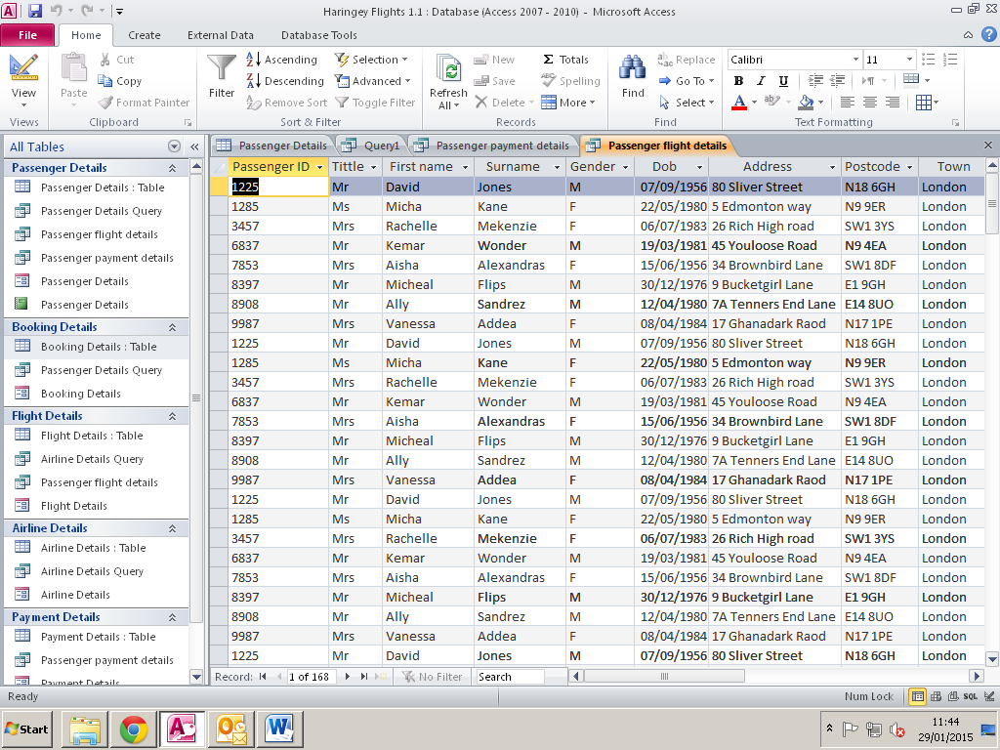 Haringey Flights 1.1 : Database (Access 2007 - 2010) - Microsoft Access
File Home Create External Data Database Tools
View Paste Cut Copy Format Painter Filter Ascending Descending Remove Sort Selection Advanced Toggle Filter Refresh All New Save Delete Totals Spelling More Find Replace Go To Select Calibri 11 B I U A
Views Clipboard Sort & Filter Records Find Text Formatting
All Tables
Passenger Details
Passenger Details : Table
Passenger Details Query
Passenger flight details
Passenger payment details
Passenger Details
Passenger Details
Booking Details
Booking Details : Table
Passenger Details Query
Booking Details
Flight Details
Flight Details : Table
Airline Details Query
Passenger flight details
Flight Details
Airline Details
Airline Details : Table
Airline Details Query
Airline Details
Payment Details
Payment Details : Table
Passenger payment details
Payment Details
Passenger Details Query1 Passenger payment details Passenger flight details
Passenger ID Tittle First name Surname Gender Dob Address Postcode Town
1225 Mr David Jones M 07/09/1956 80 Sliver Street N18 6GH London
1285 Ms Micha Kane F 22/05/1980 5 Edmonton way N9 9ER London
3457 Mrs Rachelle Mekenzie F 06/07/1983 26 Rich High road SW1 3YS London
6837 Mr Kemar Wonder M 19/03/1981 45 Youloose Road N9 4EA London
7853 Mrs Aisha Alexandras F 15/06/1956 34 Brownbird Lane SW1 8DF London
8397 Mr Micheal Flips M 30/12/1976 9 Bucketgirl Lane E1 9GH London
8908 Mr Ally Sandrez M 12/04/1980 7A Tenners End Lane E14 8UO London
9987 Mrs Vanessa Addea F 08/04/1984 17 Ghanadark Raod N17 1PE London
1225 Mr David Jones M 07/09/1956 80 Sliver Street N18 6GH London
1285 Ms Micha Kane F 22/05/1980 5 Edmonton way N9 9ER London
3457 Mrs Rachelle Mekenzie F 06/07/1983 26 Rich High road SW1 3YS London
6837 Mr Kemar Wonder M 19/03/1981 45 Youloose Road N9 4EA London
7853 Mrs Aisha Alexandras F 15/06/1956 34 Brownbird Lane SW1 8DF London
8397 Mr Micheal Flips M 30/12/1976 9 Bucketgirl Lane E1 9GH London
8908 Mr Ally Sandrez M 12/04/1980 7A Tenners End Lane E14 8UO London
9987 Mrs Vanessa Addea F 08/04/1984 17 Ghanadark Raod N17 1PE London
1225 Mr David Jones M 07/09/1956 80 Sliver Street N18 6GH London
1285 Ms Micha Kane F 22/05/1980 5 Edmonton way N9 9ER London
3457 Mrs Rachelle Mekenzie F 06/07/1983 26 Rich High road SW1 3YS London
6837 Mr Kemar Wonder M 19/03/1981 45 Youloose Road N9 4EA London
7853 Mrs Aisha Alexandras F 15/06/1956 34 Brownbird Lane SW1 8DF London
8397 Mr Micheal Flips M 30/12/1976 9 Bucketgirl Lane E1 9GH London
8908 Mr Ally Sandrez M 12/04/1980 7A Tenners End Lane E14 8UO London
9987 Mrs Vanessa Addea F 08/04/1984 17 Ghanadark Raod N17 1PE London
1225 Mr David Jones M 07/09/1956 80 Sliver Street N18 6GH London
Record: 1 of 168 No Filter Search
Ready Num Lock SQL
Start 11:44
29/01/2015